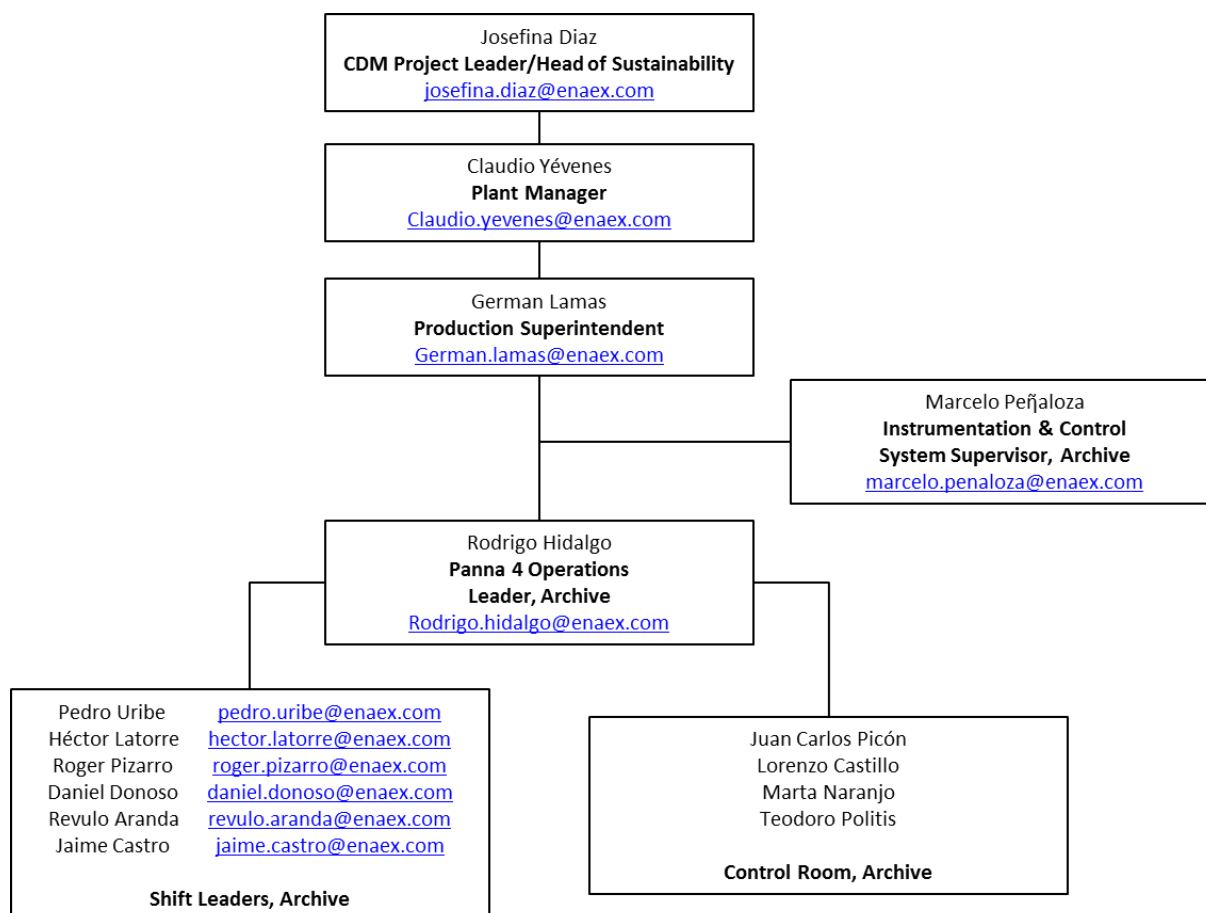 Josefina Diaz
CDM Project Leader/Head of Sustainability
josefina.diaz@enaex.com
Claudio Yévenes
Plant Manager
Claudio.yevenes@enaex.com
German Lamas
Production Superintendent
German.lamas@enaex.com
Marcelo Peῆaloza
Instrumentation & Control
System Supervisor, Archive
marcelo.penaloza@enaex.com
Rodrigo Hidalgo
Panna 4 Operations
Leader, Archive
Rodrigo.hidalgo@enaex.com
Pedro Uribe pedro.uribe@enaex.com
Héctor Latorre hector.latorre@enaex.com
Roger Pizarro roger.pizarro@enaex.com
Daniel Donoso daniel.donoso@enaex.com
Revulo Aranda revulo.aranda@enaex.com
Jaime Castro jaime.castro@enaex.com
Shift Leaders, Archive
Juan Carlos Picón
Lorenzo Castillo
Marta Naranjo
Teodoro Politis
Control Room, Archive